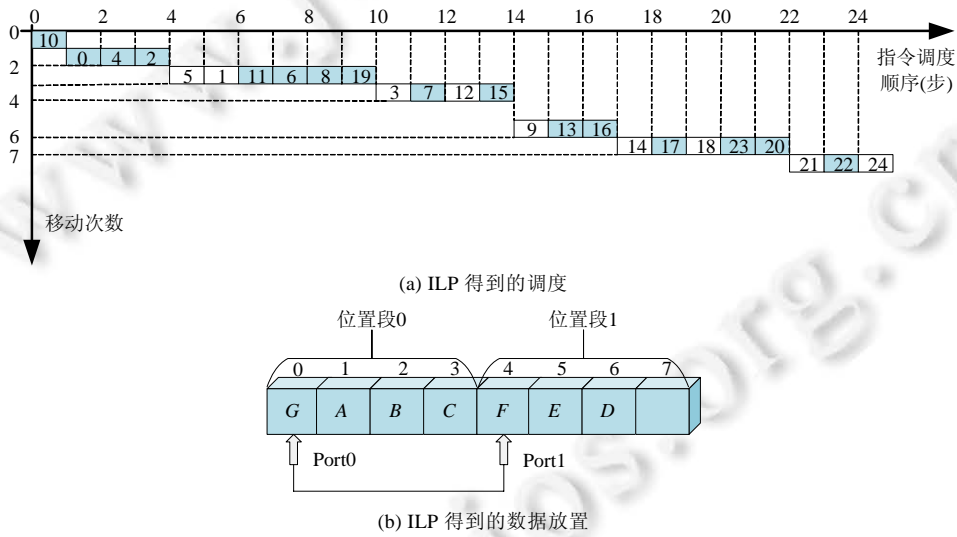 0 2 4 6 8 10 12 14 16 18 20 22 24
0
10
指令调度
顺序(步)
0 4 2
2
5 1 11 6 8 19
3 7 12 15
4
9 13 16
6
14 17 18 23 20
7
21 22 24
移动次数
(a) ILP 得到的调度
位置段0 位置段1
0 1 2 3 4 5 6 7
G A B C F E D
Port0 Port1
(b) ILP 得到的数据放置
www.
ios.org.c